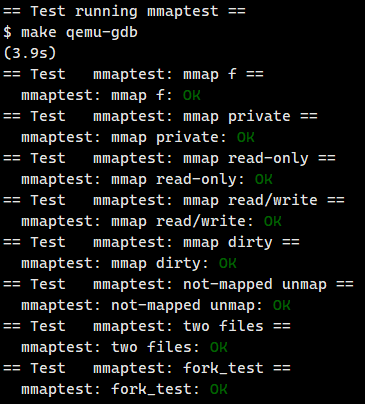 == Test running mmaptest ==
$ make qemu-gdb
(3.9s)
== Test   mmaptest: mmap f ==
  mmaptest: mmap f: OK
== Test   mmaptest: mmap private ==
  mmaptest: mmap private: OK
== Test   mmaptest: mmap read-only ==
  mmaptest: mmap read-only: OK
== Test   mmaptest: mmap read/write ==
  mmaptest: mmap read/write: OK
== Test   mmaptest: mmap dirty ==
  mmaptest: mmap dirty: OK
== Test   mmaptest: not-mapped unmap ==
  mmaptest: not-mapped unmap: OK
== Test   mmaptest: two files ==
  mmaptest: two files: OK
== Test   mmaptest: fork_test ==
  mmaptest: fork_test: OK